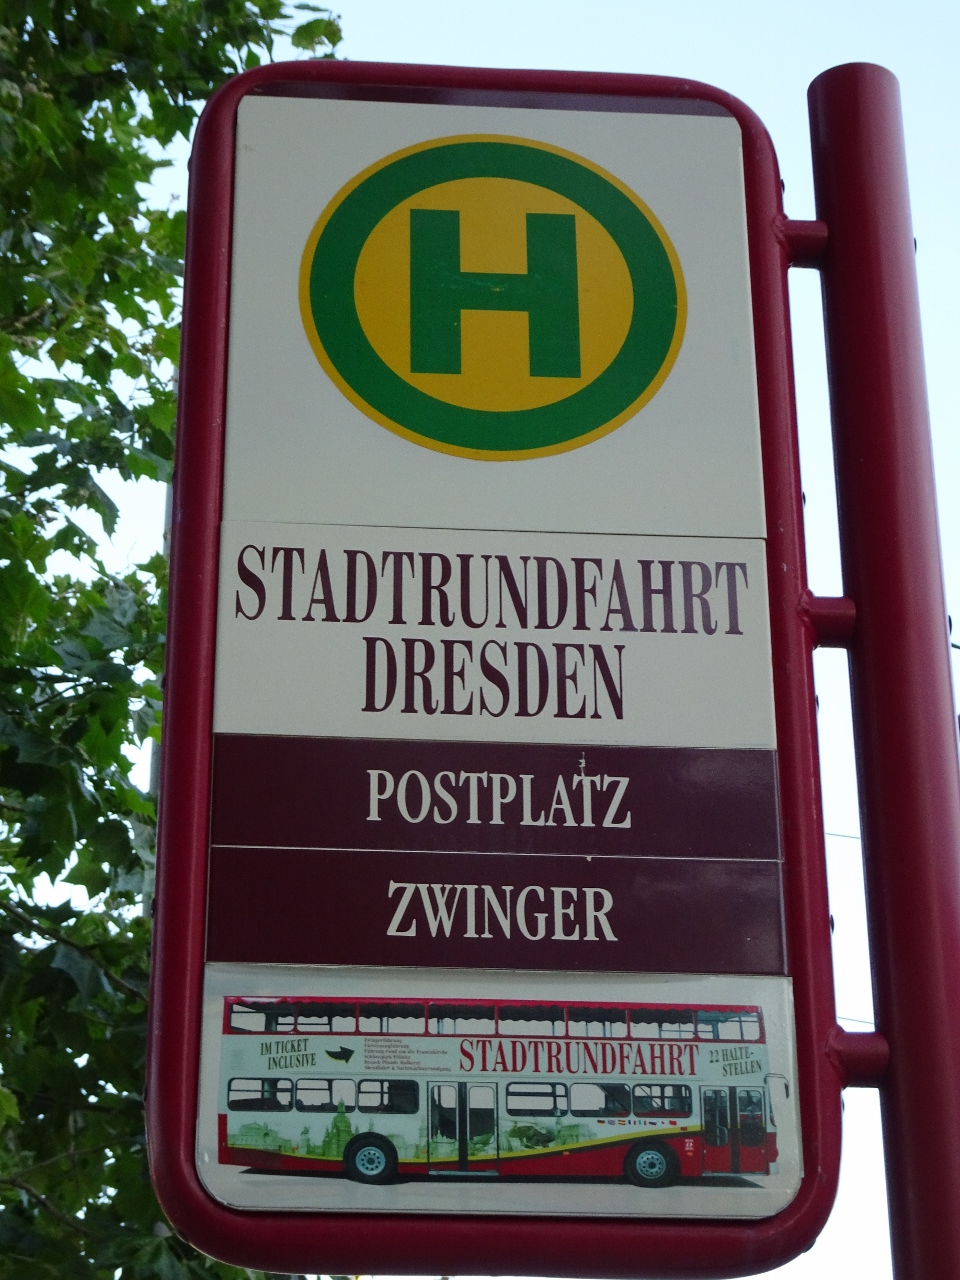 H
STADTRUNDFAHRT
DRESDEN
POSTPLATZ
ZWINGER
IM TICKET
INCLUSIVE
STADTRUNDFAHRT
22 HALTE-
STELLEN